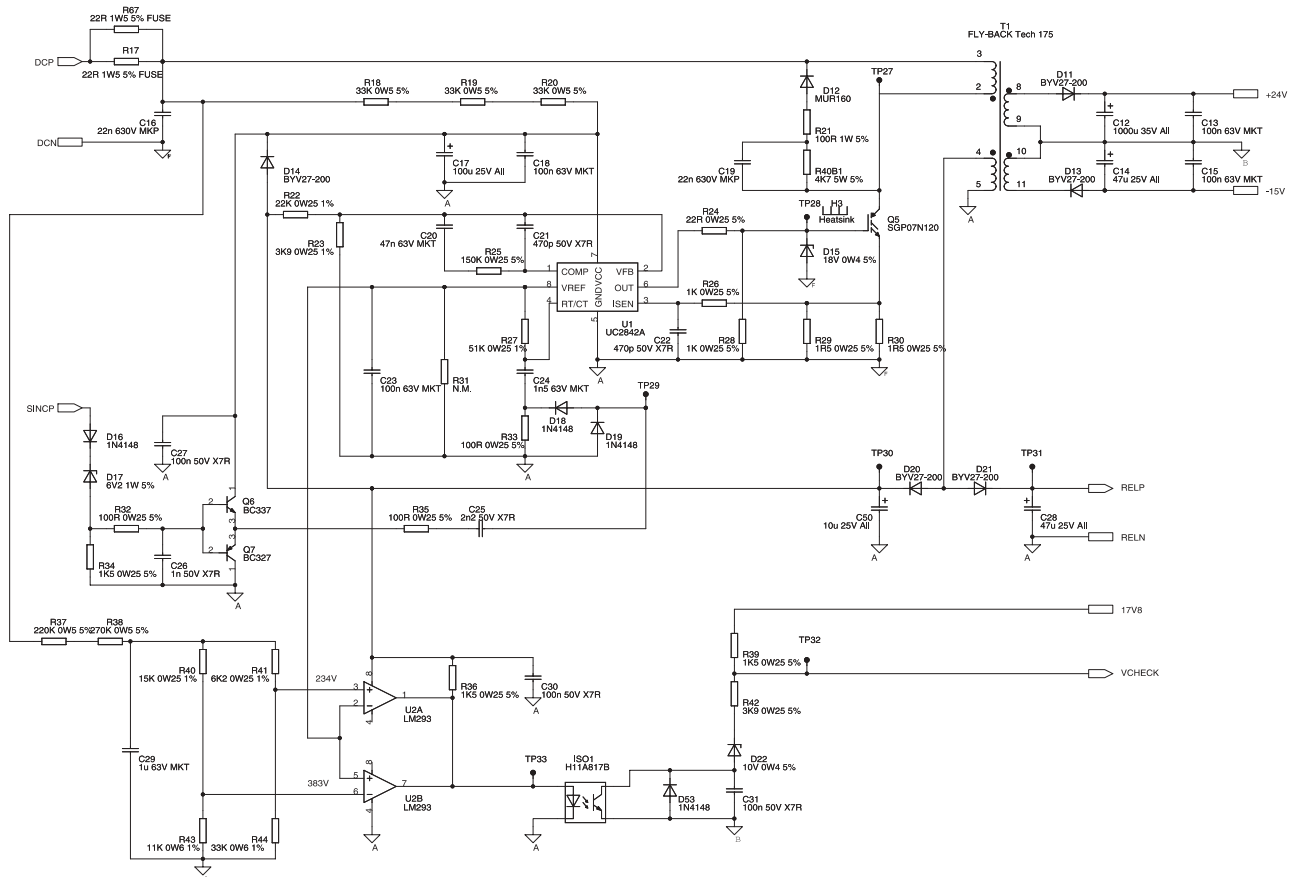 R67
22R 1W5 5% FUSE
R17
22R 1W5 5% FUSE
DCP
DCN
C16
22n 630V MKP
F
R18
33K 0W5 5%
R19
33K 0W5 5%
R20
33K 0W5 5%
D12
MUR160
R21
100R 1W 5%
R40B1
4K7 5W 5%
C19
22n 630V MKP
TP27
T1
FLY-BACK Tech 175
3
2
4
5
8
9
10
11
A
D11
BYV27-200
D13
BYV27-200
+
C12
1000u 35V All
C13
100n 63V MKT
+
C14
47u 25V All
C15
100n 63V MKT
+24V
B
-15V
D14
BYV27-200
+
C17
100u 25V All
A
C18
100n 63V MKT
R22
22K 0W25 1%
R23
3K9 0W25 1%
C20
47n 63V MKT
C21
470p 50V X7R
R25
150K 0W25 5%
R24
22R 0W25 5%
TP28
H3
Heatsink
Q5
SGP07N120
D15
18V 0W4 5%
F
1
8
4
7
5
2
6
3
COMP
VREF
RT/CT
GND
VCC
VFB
OUT
ISEN
U1
UC2842A
A
R26
1K 0W25 5%
C22
470p 50V X7R
R28
1K 0W25 5%
R29
1R5 0W25 5%
R30
1R5 0W25 5%
F
R27
51K 0W25 1%
C23
100n 63V MKT
R31
N.M.
C24
1n5 63V MKT
R33
100R 0W25 5%
A
D18
1N4148
D19
1N4148
TP29
SINCP
D16
1N4148
D17
6V2 1W 5%
C27
100n 50V X7R
A
R32
100R 0W25 5%
R34
1K5 0W25 5%
C26
1n 50V X7R
1
2
3
Q6
BC337
3
2
1
Q7
BC327
A
R35
100R 0W25 5%
C25
2n2 50V X7R
TP30
D20
BYV27-200
D21
BYV27-200
TP31
+
C50
10u 25V All
A
+
C28
47u 25V All
A
RELP
RELN
17V8
VCHECK
R37
220K 0W5 5%
R38
270K 0W5 5%
R40
15K 0W25 1%
R41
6K2 0W25 1%
234V
383V
C29
1u 63V MKT
R43
11K 0W6 1%
R44
33K 0W6 1%
8
3
2
1
4
U2A
LM293
8
5
6
7
4
U2B
LM293
A
R36
1K5 0W25 5%
C30
100n 50V X7R
A
TP33
A
ISO1
H11A817B
D53
1N4148
R39
1K5 0W25 5%
TP32
R42
3K9 0W25 5%
D22
10V 0W4 5%
C31
100n 50V X7R
B